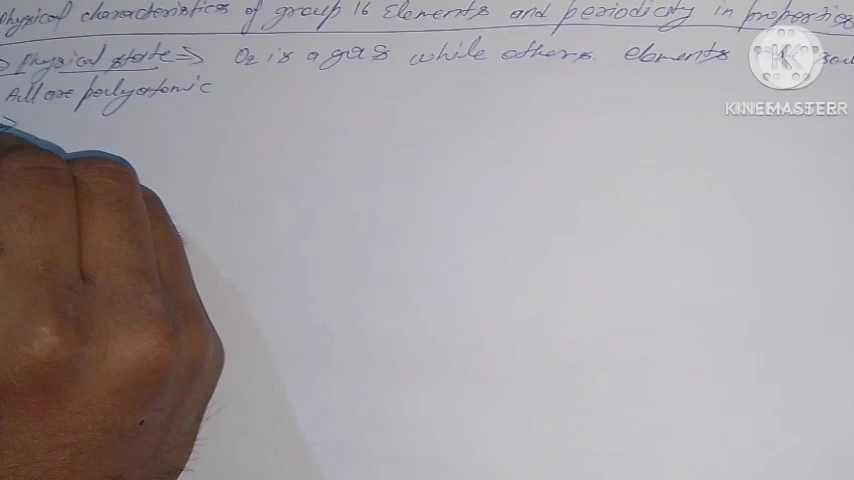 Physical characteristics of group 16 Elements and periodicity in properties
Physical state ⇒ O2 is a gas while others elements
All are polyatomic
KINEMASTERR